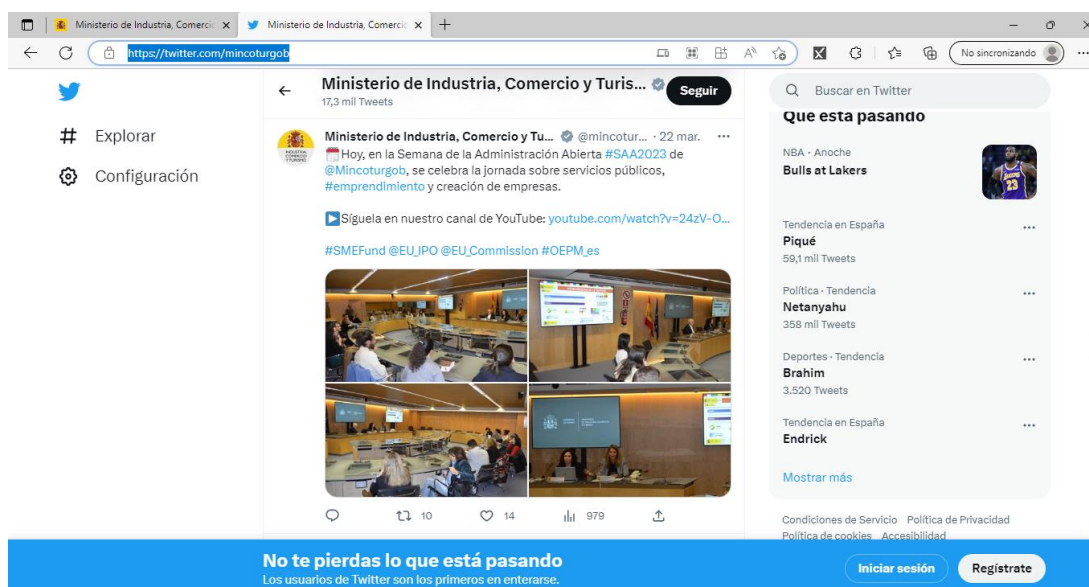 Ministerio de Industria, Comerci
Ministerio de Industria, Comerci
https://twitter.com/mincoturgob
No sincronizando
Explorar
Configuración
Ministerio de Industria, Comercio y Turis...
17,3 mil Tweets
Seguir
Ministerio de Industria, Comercio y Tu... @mincotur... · 22 mar.
Hoy, en la Semana de la Administración Abierta #SAA2023 de
@Mincoturgob, se celebra la jornada sobre servicios públicos,
#emprendimiento y creación de empresas.
Síguela en nuestro canal de YouTube: youtube.com/watch?v=24zV-O...
#SMEFund @EU_IPO @EU_Commission #OEPM_es
10
14
979
Buscar en Twitter
Qué está pasando
NBA · Anoche
Bulls at Lakers
Tendencia en España
Piqué
59,1 mil Tweets
Política · Tendencia
Netanyahu
358 mil Tweets
Deportes · Tendencia
Brahim
3.520 Tweets
Tendencia en España
Endrick
Mostrar más
Condiciones de Servicio Política de Privacidad
Política de cookies Accesibilidad
No te pierdas lo que está pasando
Los usuarios de Twitter son los primeros en enterarse.
Iniciar sesión
Regístrate